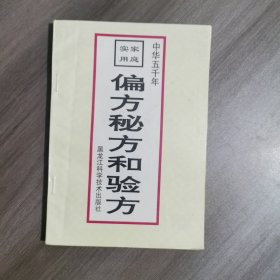 中华五千年
家庭
实用
偏方秘方和验方
黑龙江科学技术出版社